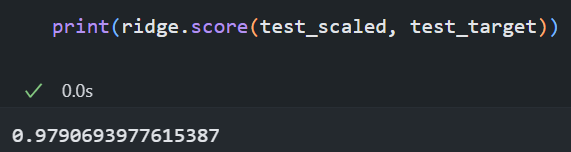 print(ridge.score(test_scaled, test_target))
0.0s
0.9790693977615387